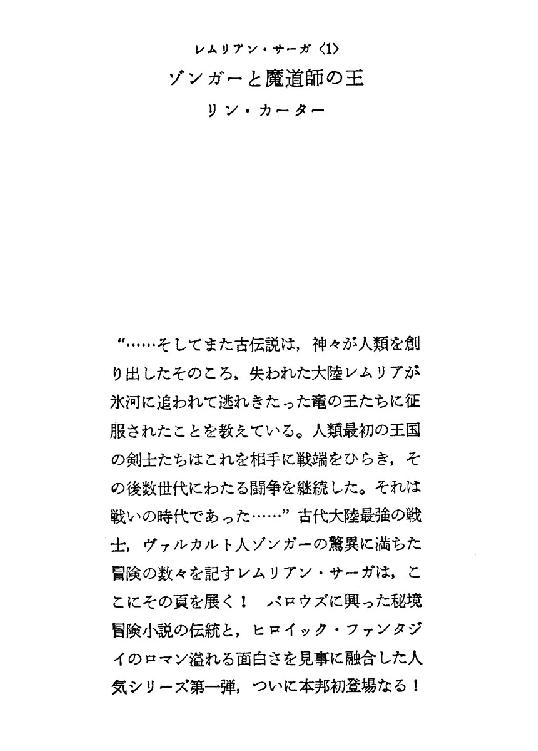 レムリアン・サーガ〈1〉
ゾンガーと魔道師の王
リン・カーター
“……そしてまた古伝説は，神々が人類を創
り出したそのころ，失われた大陸レムリアが
氷河に追われて逃れきたった竜の王たちに征
服されたことを教えている。人類最初の王国
の剣士たちはこれを相手に戦端をひらき，そ
の後数世代にわたる闘争を継続した。それは
戦いの時代であった……”古代大陸最強の戦
士，ヴァルカルト人ゾンガーの驚異に満ちた
冒険の数々を記すレムリアン・サーガは，こ
こにその頁を展く！　バロウズに興った秘境
冒険小説の伝統と，ヒロイック・ファンタジ
イのロマン溢れる面白さを見事に融合した人
気シリーズ第一弾，ついに本邦初登場なる！